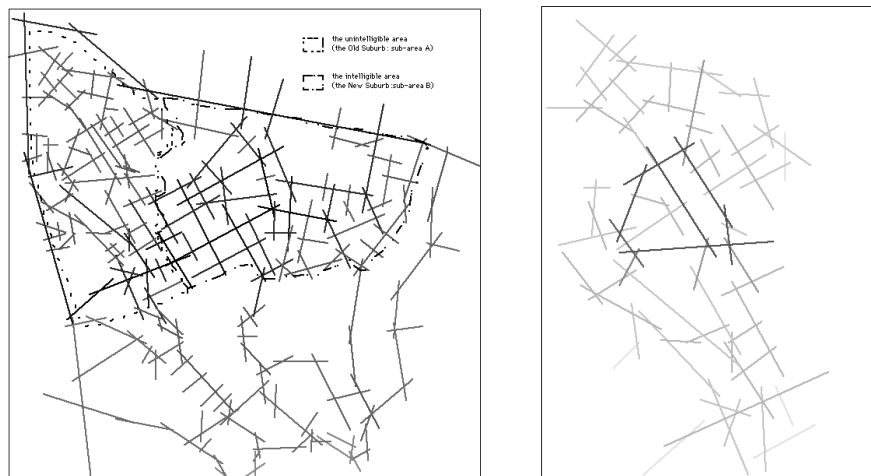 the unintelligible area
(the Old Suburb: sub-area A)
the intelligible area
(the New Suburb:sub-area B)